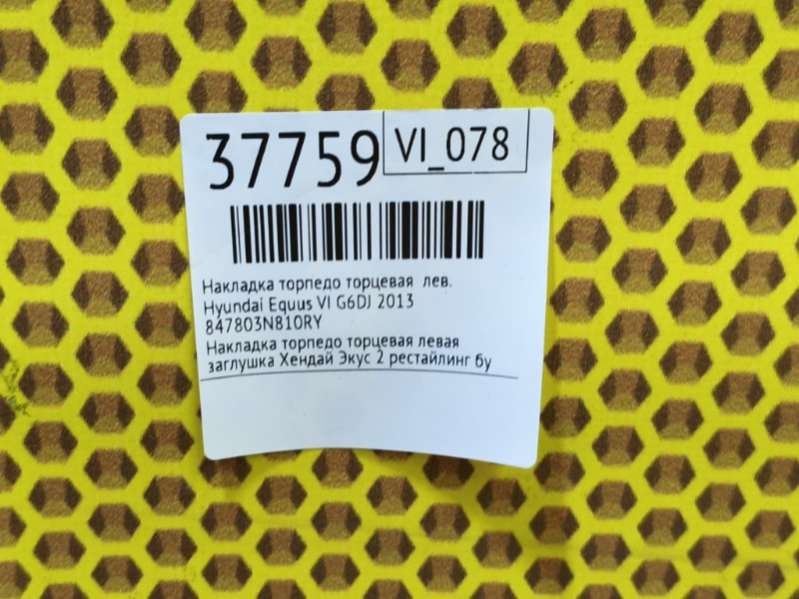 37759
VI_078
Накладка торпедо торцевая лев.
Hyundai Equus VI G6DJ 2013
847803N810RY
Накладка торпедо торцевая левая
заглушка Хендай Экус 2 рестайлинг бу